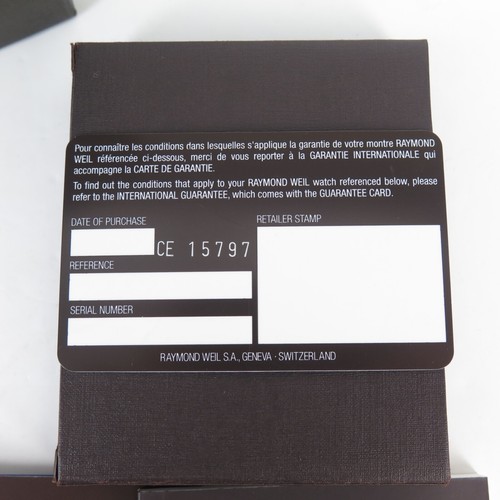 Pour connaître les conditions dans lesquelles s'applique la garantie de votre montre RAYMOND
WEIL référencée ci-dessous, merci de vous reporter à la GARANTIE INTERNATIONALE qui
accompagne la CARTE DE GARANTIE.
To find out the conditions that apply to your RAYMOND WEIL watch referenced below, please
refer to the INTERNATIONAL GUARANTEE, which comes with the GUARANTEE CARD.
DATE OF PURCHASE
RETAILER STAMP
CE 15797
REFERENCE
SERIAL NUMBER
RAYMOND WEIL S.A., GENEVA - SWITZERLAND